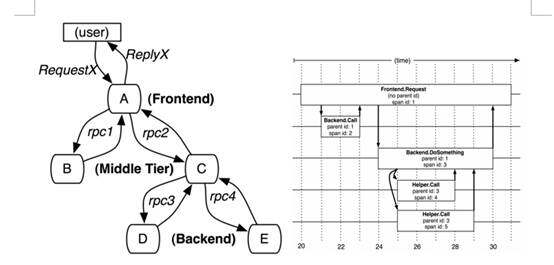 (user)
ReplyX
RequestX
A
(Frontend)
rpc1
rpc2
B
(Middle Tier)
C
rpc3
rpc4
D
(Backend)
E
(time)
Frontend.Request
(no parent id)
span id: 1
Backend.Call
parent id: 1
span id: 2
Backend.DoSomething
parent id: 1
span id: 3
Helper.Call
parent id: 3
span id: 4
Helper.Call
parent id: 3
span id: 5
20 22 24 26 28 30